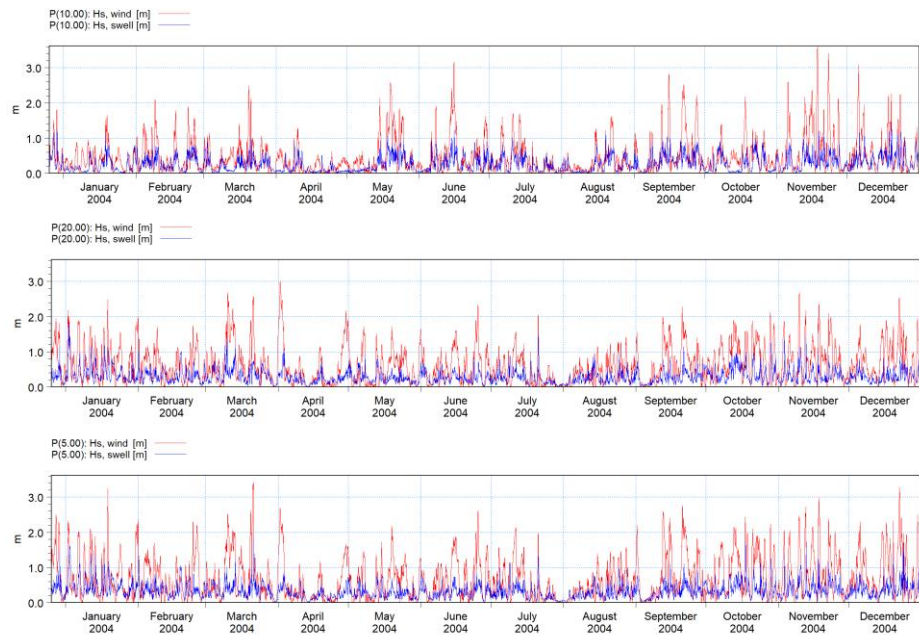 P(10.00): Hs, wind [m]
P(10.00): Hs, swell [m]
3.0
2.0
1.0
0.0
m
January February March April May June July August September October November December
2004 2004 2004 2004 2004 2004 2004 2004 2004 2004 2004 2004
P(20.00): Hs, wind [m]
P(20.00): Hs, swell [m]
3.0
2.0
1.0
0.0
m
January February March April May June July August September October November December
2004 2004 2004 2004 2004 2004 2004 2004 2004 2004 2004 2004
P(5.00): Hs, wind [m]
P(5.00): Hs, swell [m]
3.0
2.0
1.0
0.0
m
January February March April May June July August September October November December
2004 2004 2004 2004 2004 2004 2004 2004 2004 2004 2004 2004